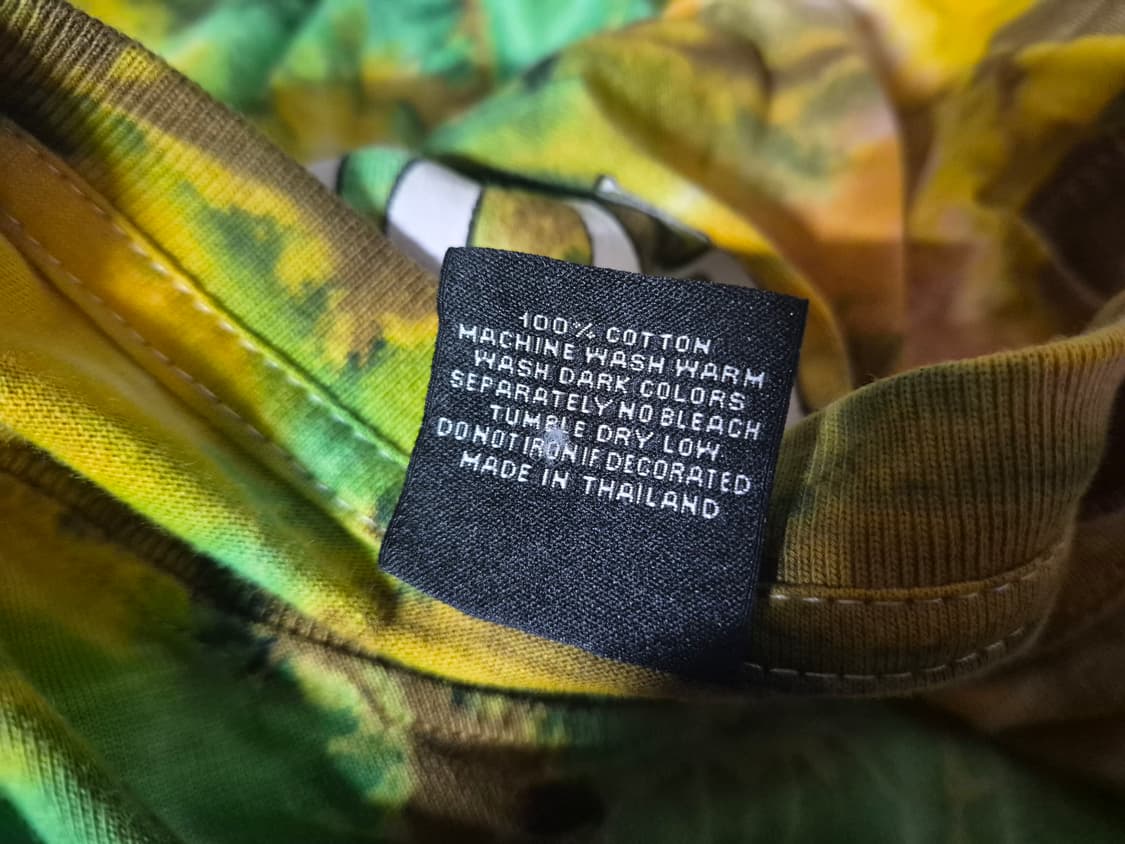 100% COTTON
MACHINE WASH WARM
WASH DARK COLORS
SEPARATELY NO BLEACH
TUMBLE DRY LOW
DO NOT IRON IF DECORATED
MADE IN THAILAND